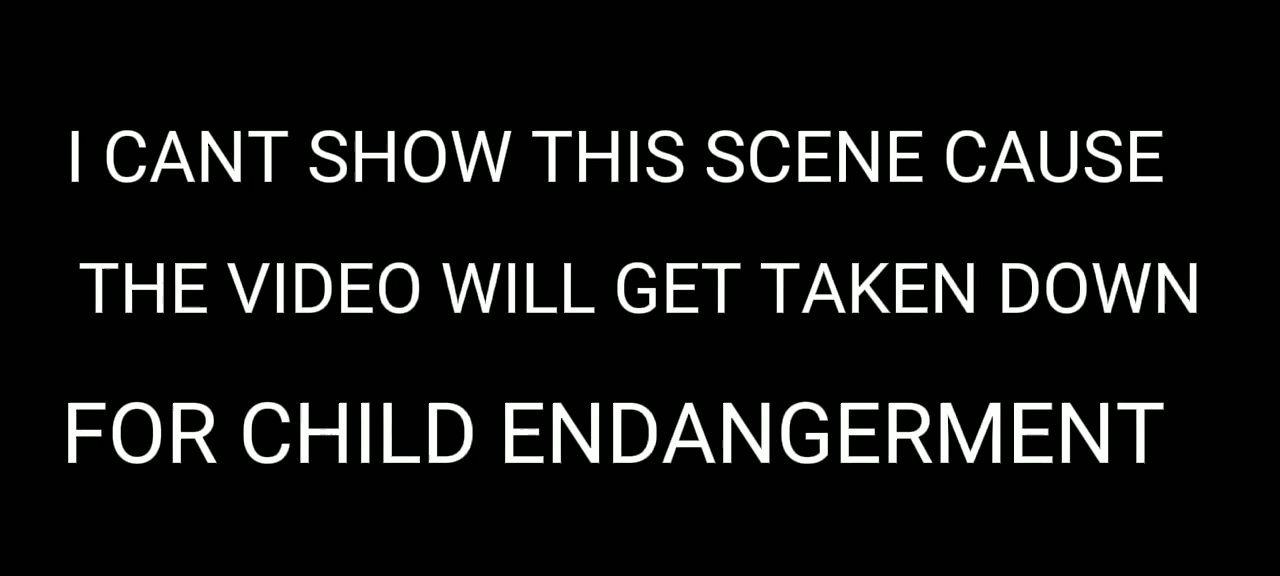 I CANT SHOW THIS SCENE CAUSE
THE VIDEO WILL GET TAKEN DOWN
FOR CHILD ENDANGERMENT